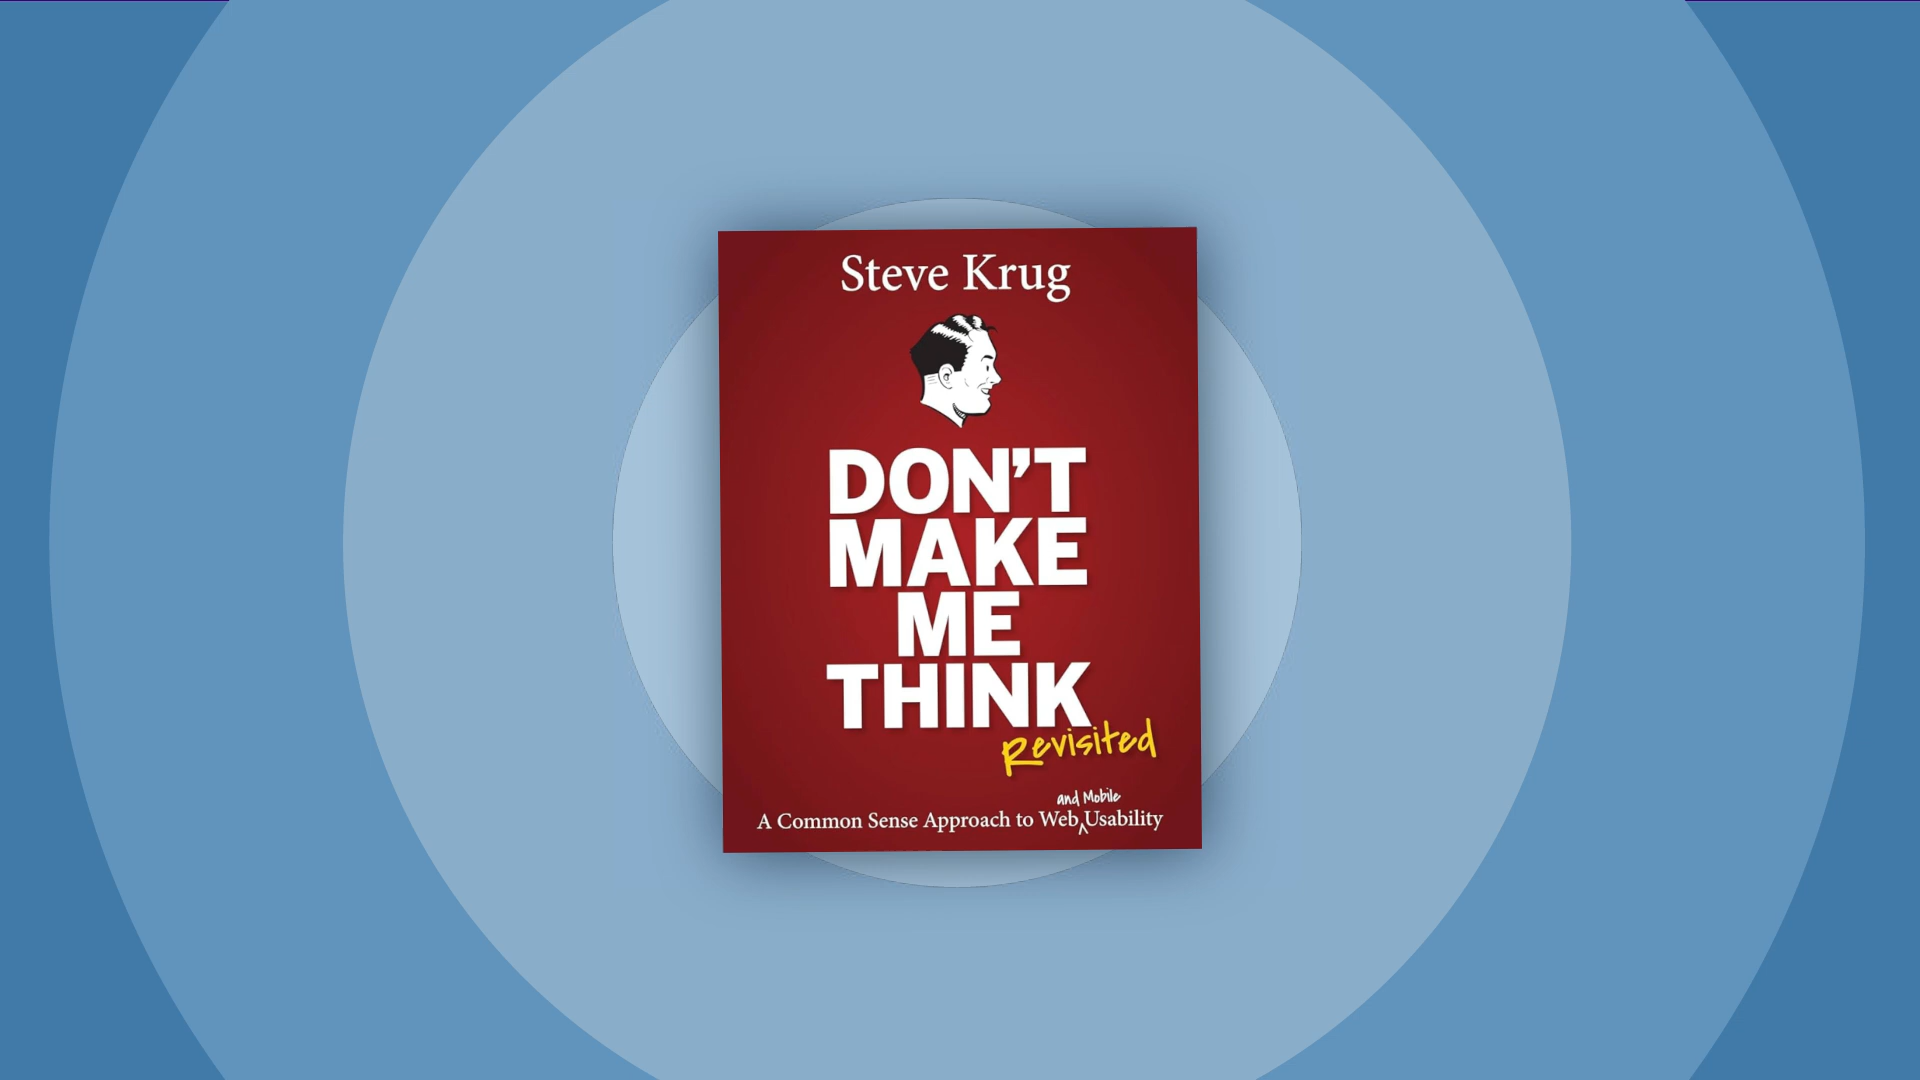 Steve Krug
DON'T
MAKE
ME
THINK
Revisited
and Mobile
A Common Sense Approach to Web Usability